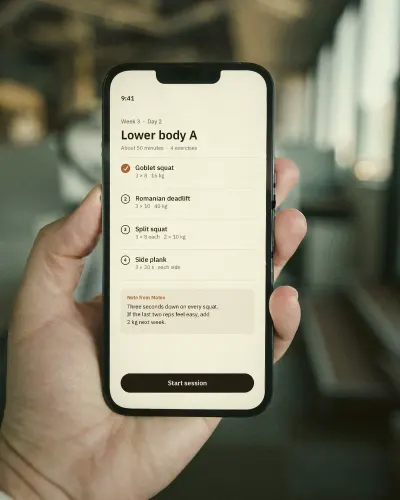 9:41
Week 3 · Day 2
Lower body A
About 50 minutes · 4 exercises
Goblet squat
3 × 8 · 16 kg
2
Romanian deadlift
3 × 10 · 40 kg
3
Split squat
3 × 8 each · 2 × 10 kg
4
Side plank
3 × 30 s · each side
Three seconds down on every squat.
If the last two reps feel easy, add
2 kg next week.
Start session